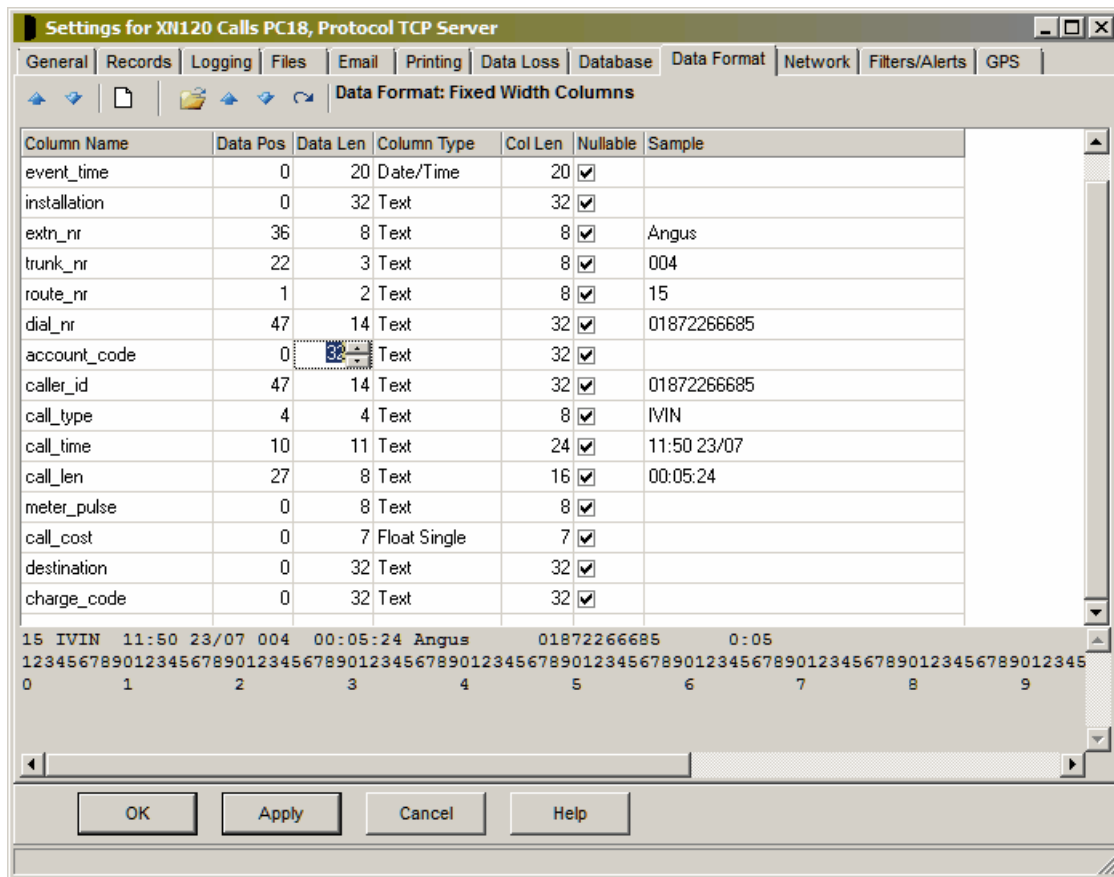 Settings for XN120 Calls PC18, Protocol TCP Server
General Records Logging Files Email Printing Data Loss Database Data Format Network Filters/Alerts GPS
Data Format: Fixed Width Columns
Column Name Data Pos Data Len Column Type Col Len Nullable Sample
event_time 0 20 Date/Time 20
installation 0 32 Text 32
extn_nr 36 8 Text 8 Angus
trunk_nr 22 3 Text 8 004
route_nr 1 2 Text 8 15
dial_nr 47 14 Text 32 01872266685
account_code 0 32 Text 32
caller_id 47 14 Text 32 01872266685
call_type 4 4 Text 8 IVIN
call_time 10 11 Text 24 11:50 23/07
call_len 27 8 Text 16 00:05:24
meter_pulse 0 8 Text 8
call_cost 0 7 Float Single 7
destination 0 32 Text 32
charge_code 0 32 Text 32
15 IVIN 11:50 23/07 004 00:05:24 Angus 01872266685 0:05
12345678901234567890123456789012345678901234567890123456789012345678901234567890123456789012345
0 1 2 3 4 5 6 7 8 9
OK Apply Cancel Help